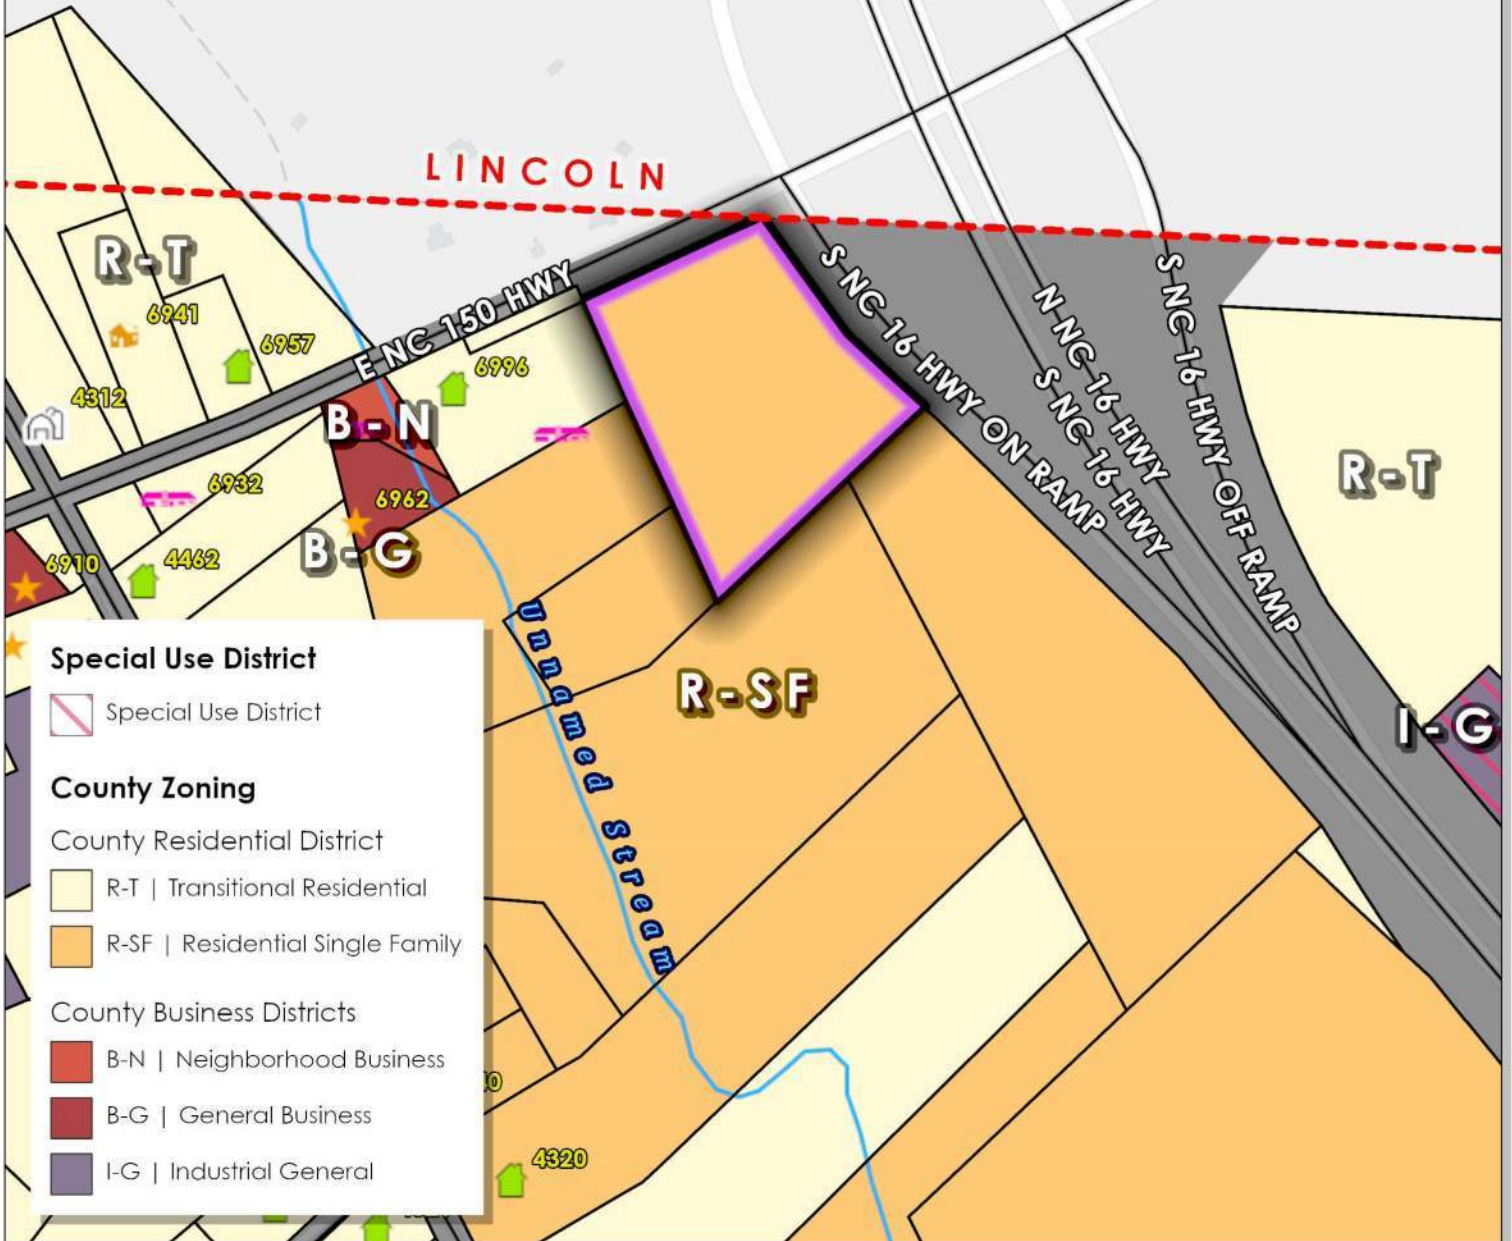 LINCOLN
R-T
6941
6957
E NC 150 HWY
6996
4312
B-N
6932
6962
B-G
6910
4462
S NC 16 HWY ON RAMP
S NC 16 HWY
N NC 16 HWY
S NC 16 HWY OFF RAMP
R-T
I-G
R-SF
Unnamed Stream
Special Use District
Special Use District
County Zoning
County Residential District
R-T | Transitional Residential
R-SF | Residential Single Family
County Business Districts
B-N | Neighborhood Business
B-G | General Business
I-G | Industrial General
4320